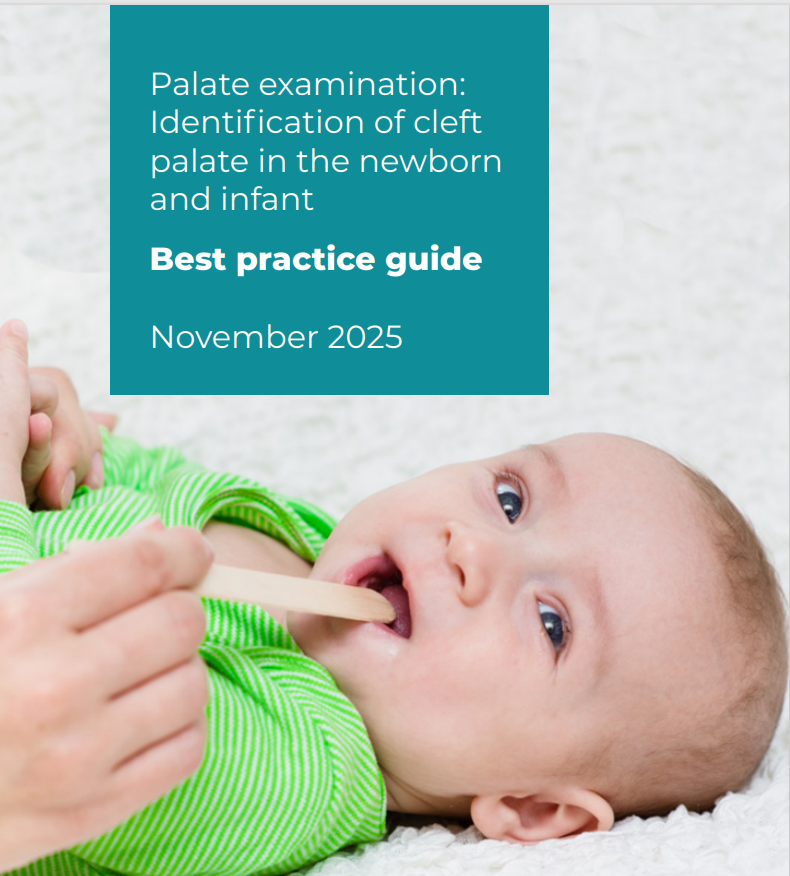 Palate examination:
Identification of cleft
palate in the newborn
and infant
Best practice guide
November 2025